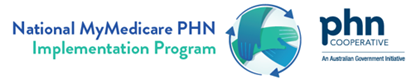 National MyMedicare PHN
Implementation Program
phn
COOPERATIVE
An Australian Government Initiative